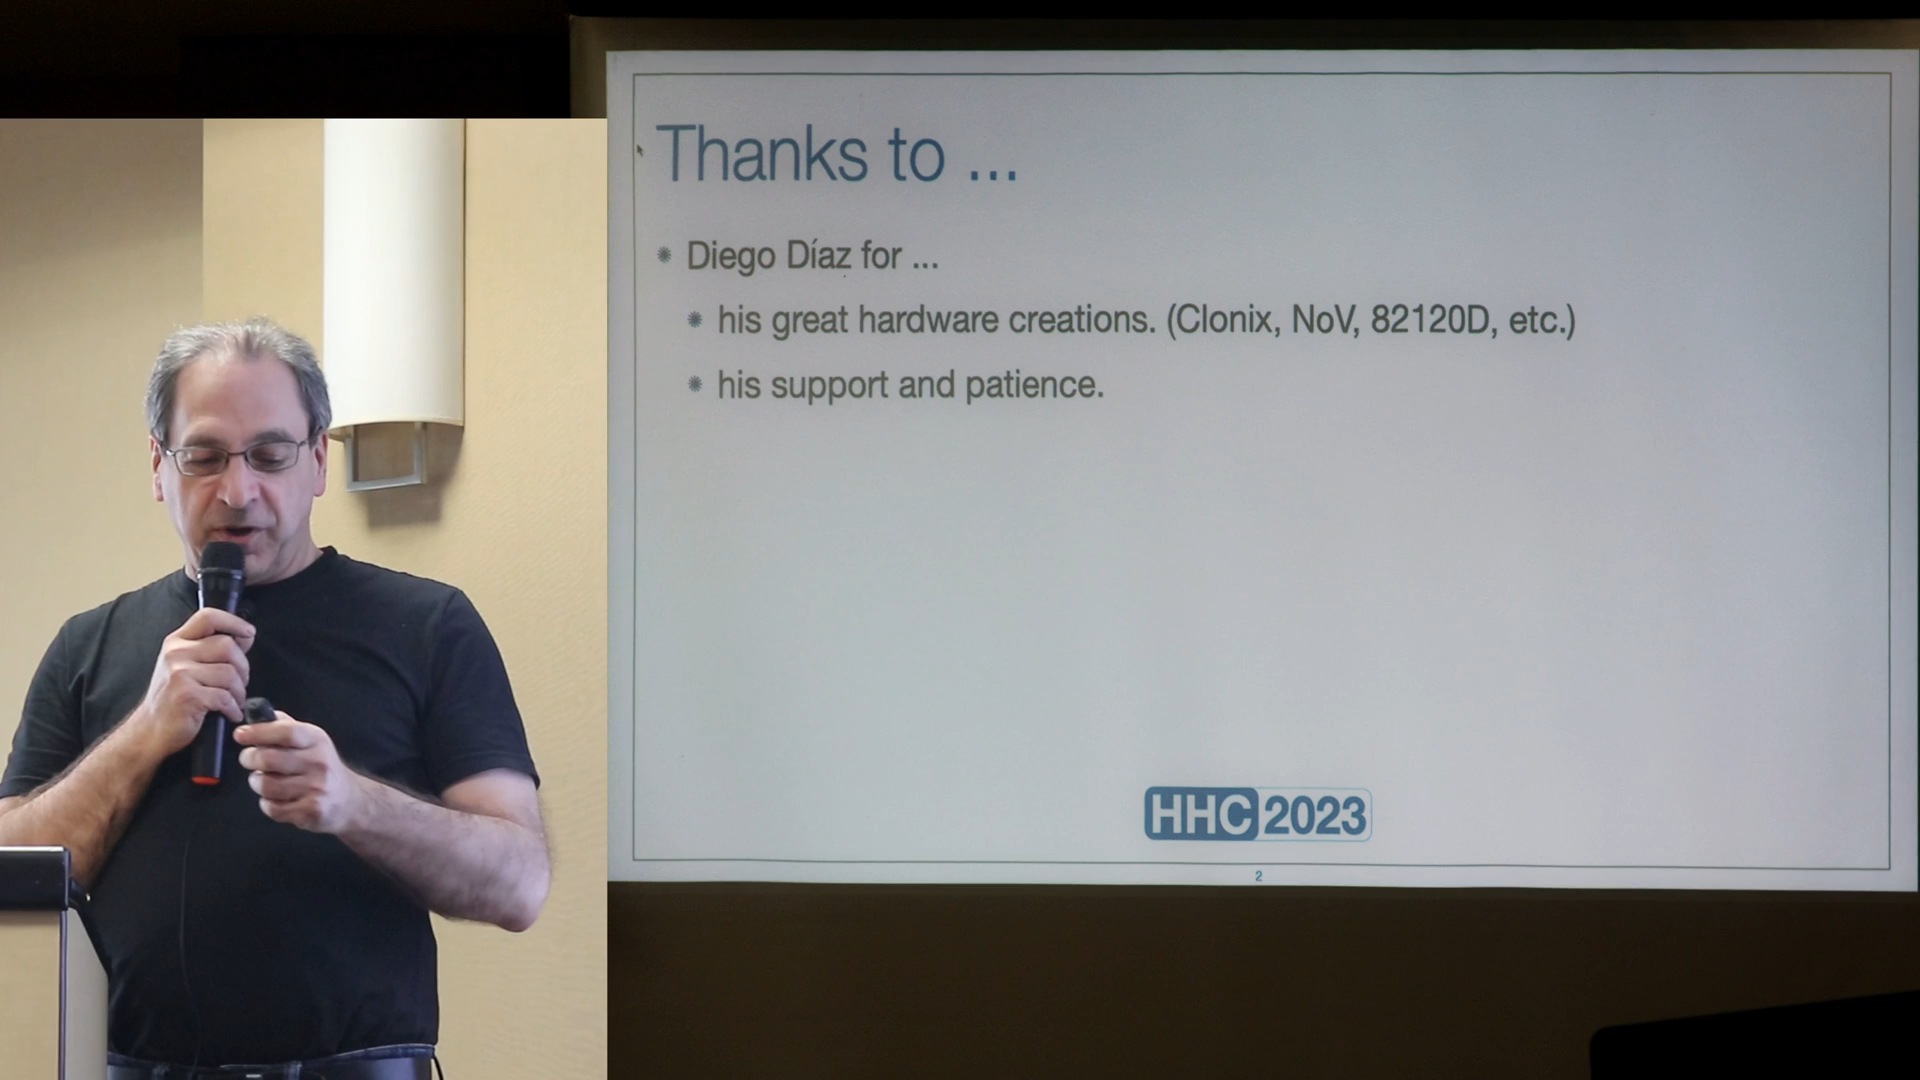 Thanks to ...
Diego Díaz for ...
his great hardware creations. (Clonix, NoV, 82120D, etc.)
his support and patience.
HHC 2023
2